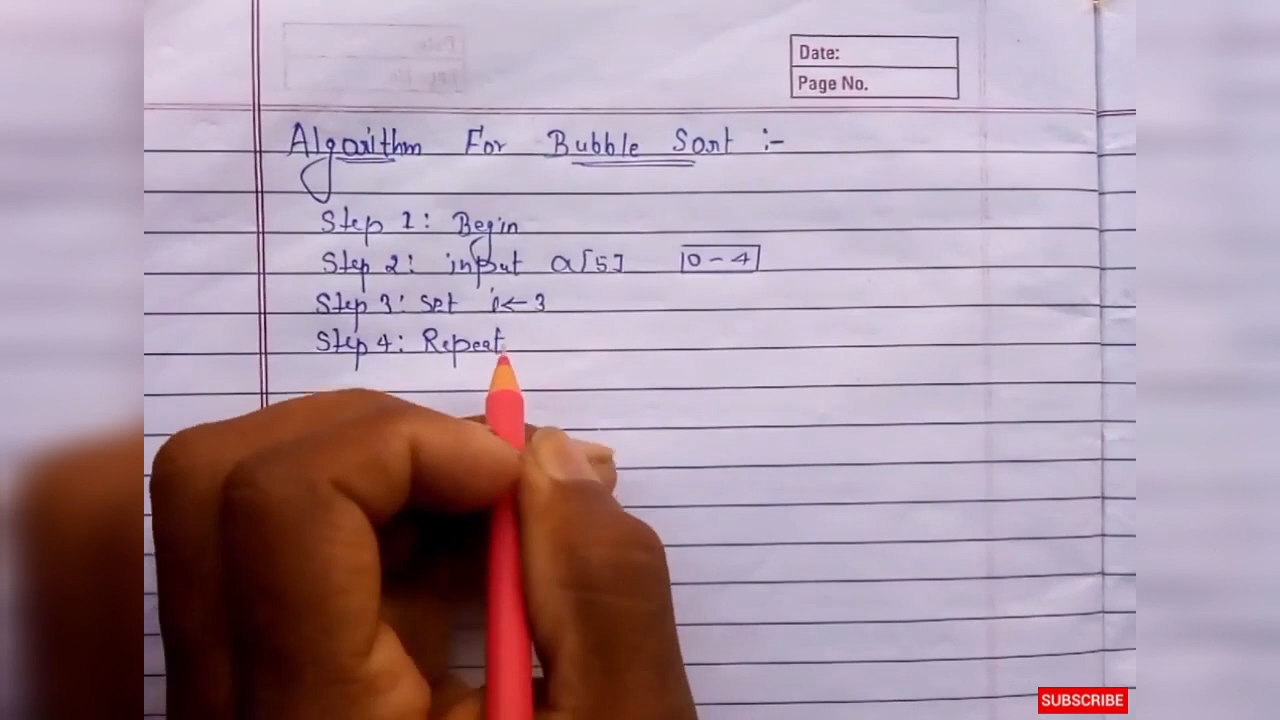 Date:
Page No.
Algorithm For Bubble Sort :-
Step 1: Begin
Step 2: input a[5] 0-4
Step 3: set i← 3
Step 4: Repeat
SUBSCRIBE